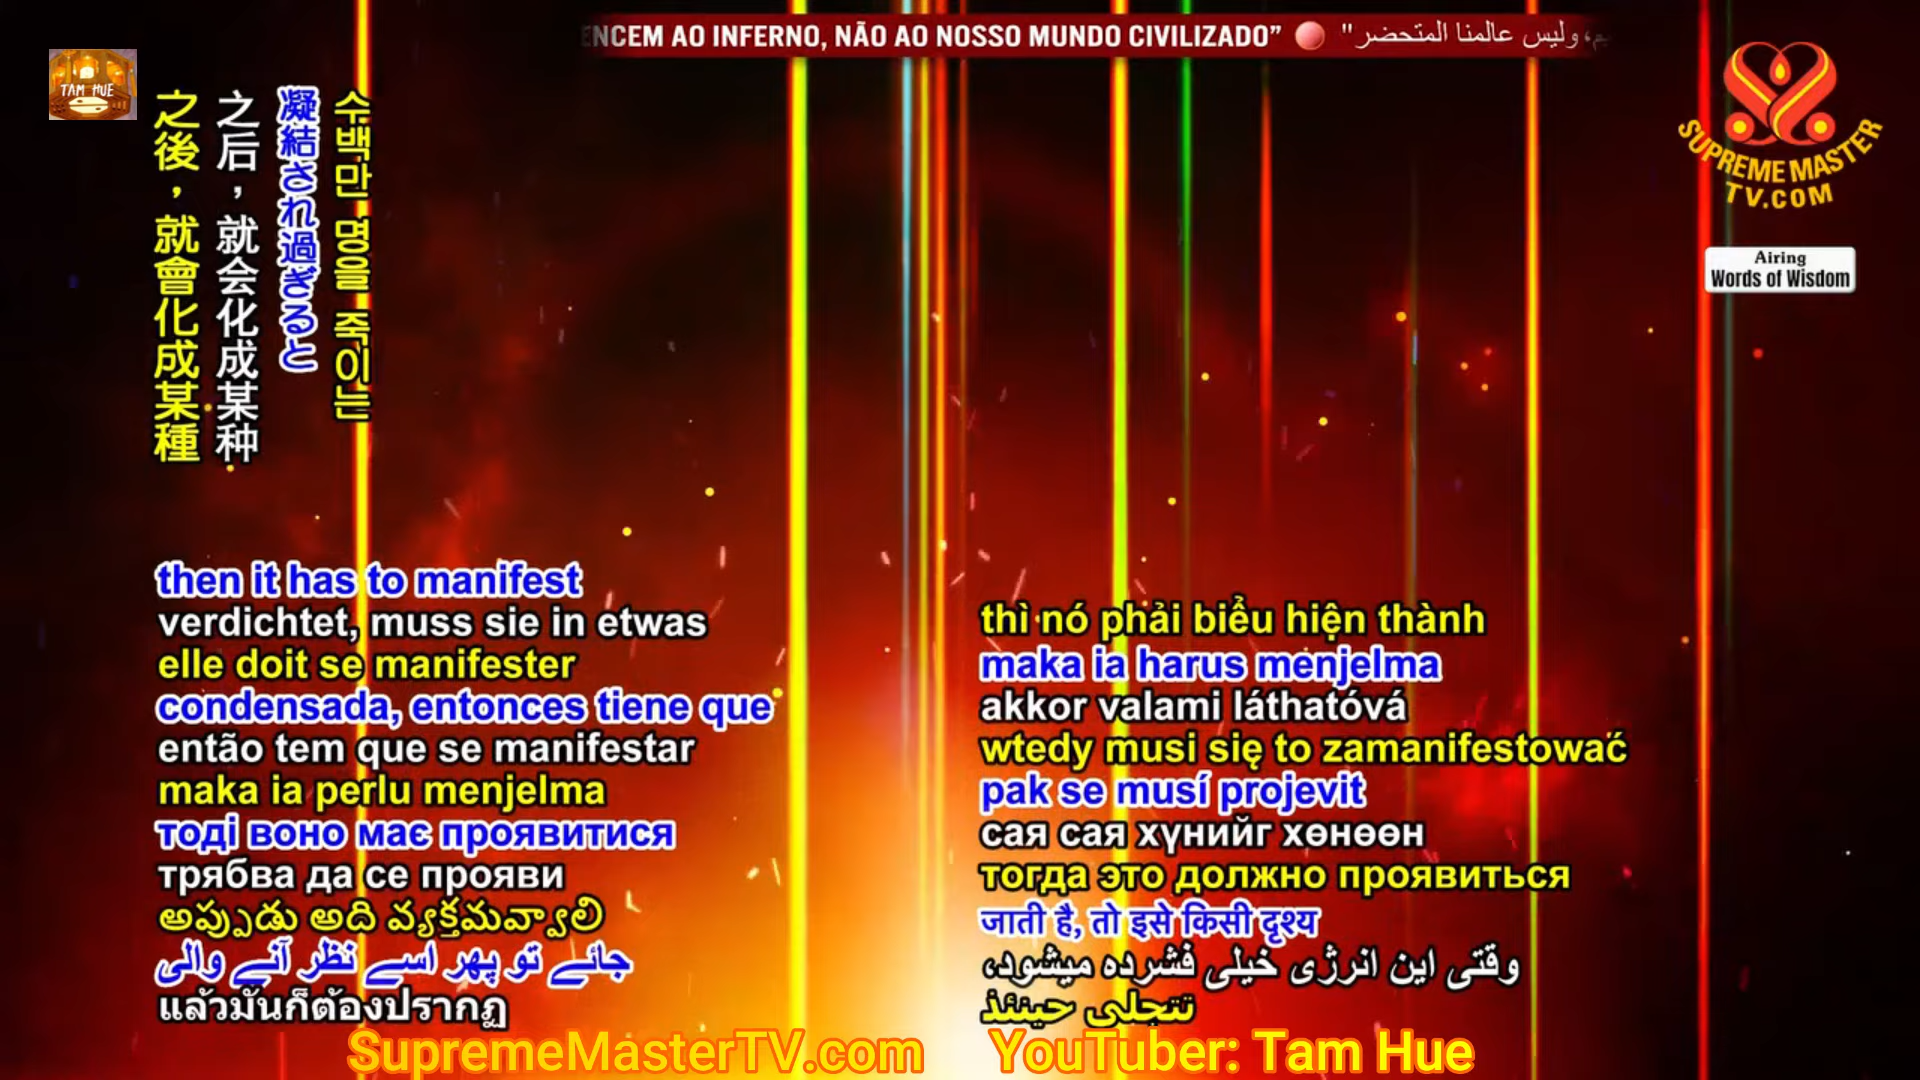 ENCEM AO INFERNO, NÃO AO NOSSO MUNDO CIVILIZADO” "وليس عالمنا المتحضر
TAM HUE
SUPREME MASTER
TV.COM
Airing
Words of Wisdom
之後，就會化成某種
之后，就会化成某种
凝結され過ぎると
수백만 명을 죽이는
then it has to manifest
verdichtet, muss sie in etwas
elle doit se manifester
condensada, entonces tiene que
então tem que se manifestar
maka ia perlu menjelma
тоді воно має проявитися
трябва да се прояви
అప్పుడు అది వ్యక్తమవ్వాలి
جائے تو پھر اسے نظر آنے والی
แล้วมันก็ต้องปรากฏ
thì nó phải biểu hiện thành
maka ia harus menjelma
akkor valami láthatóvá
wtedy musi się to zamanifestować
pak se musí projevit
сая сая хүнийг хөнөөн
тогда это должно проявиться
जाती है, तो इसे किसी दृश्य
وقتی این انرژی خیلی فشرده میشود،
تتجلى حينئذ
SupremeMasterTV.com YouTuber: Tam Hue